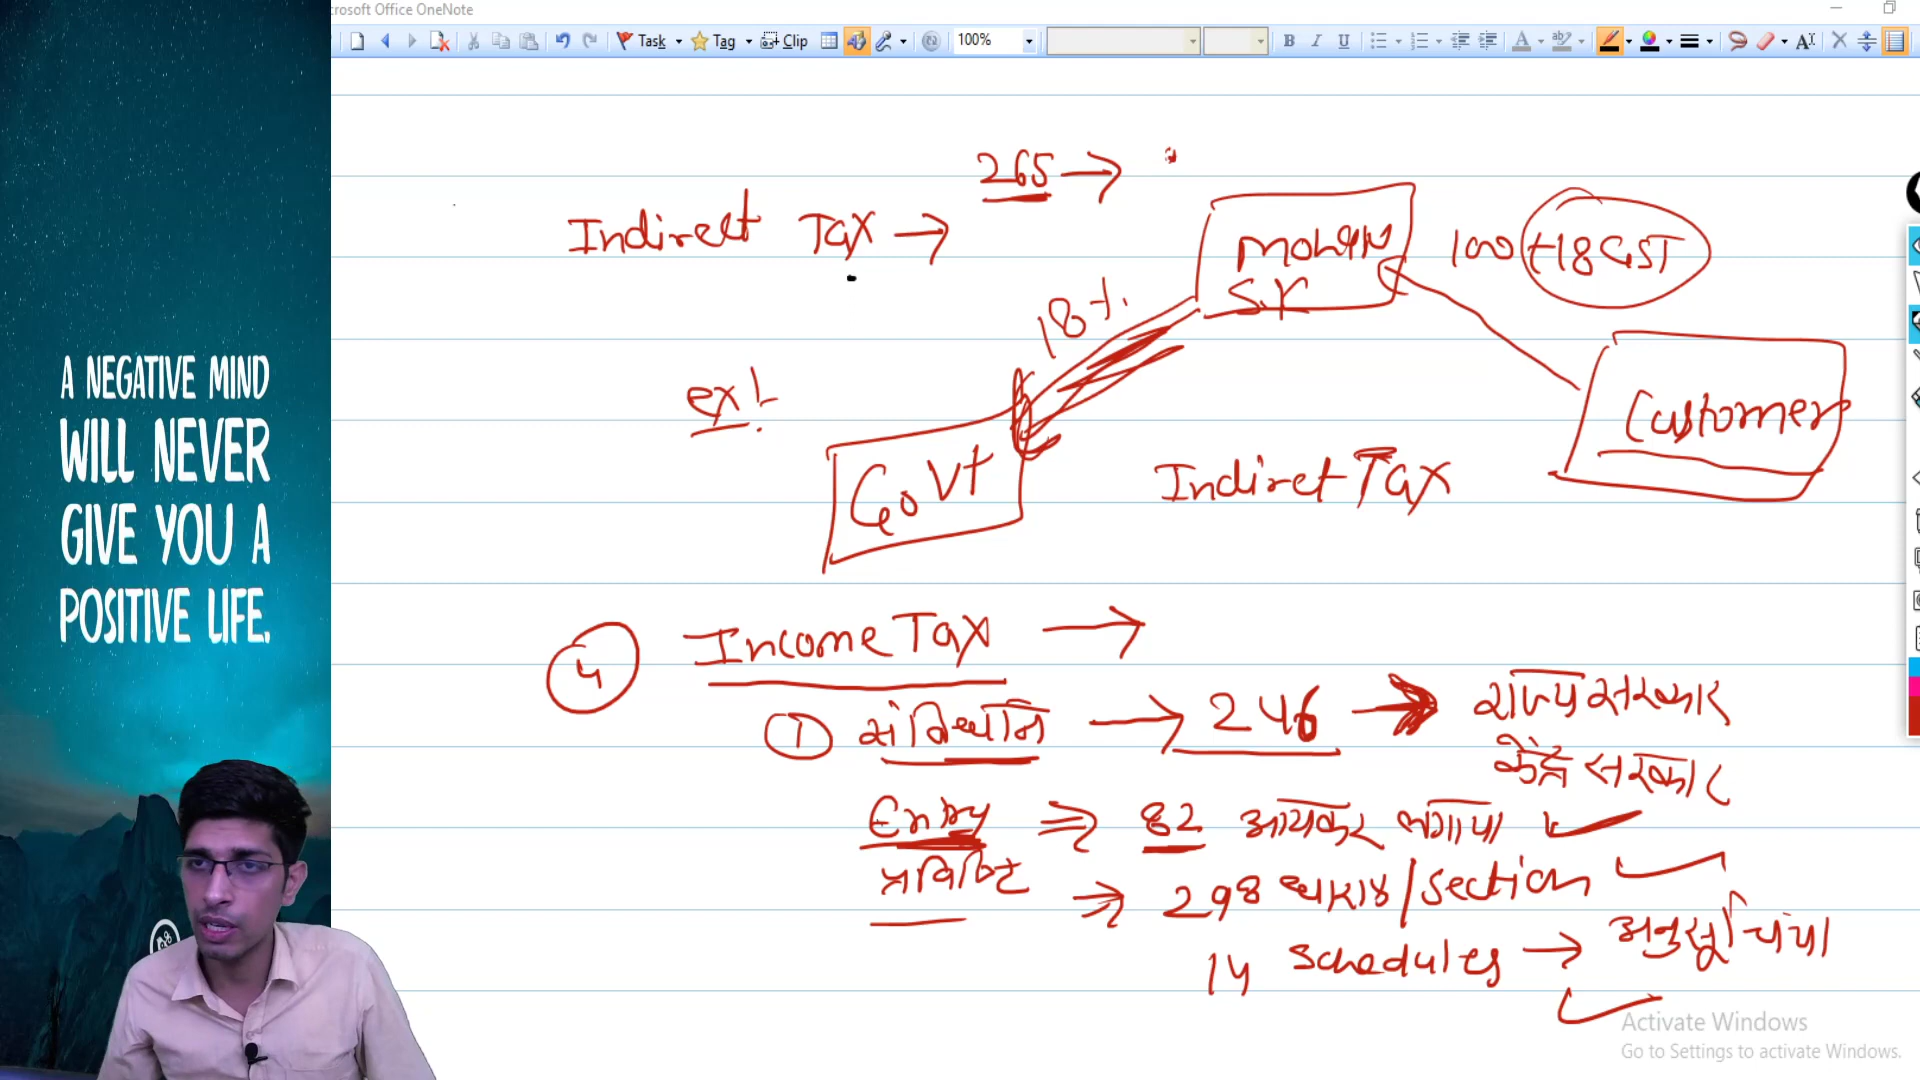 crosoft Office OneNote
Task Tag Clip 100% B I U
A NEGATIVE MIND
WILL NEVER
GIVE YOU A
POSITIVE LIFE.
265 →
Indirect Tax →
Mohan
S.K
100 +18 GST
18%
ex:-
Customer
Govt
Indiret Tax
4 Income Tax →
1 संविधान → 246 → राज्य सरकार
केंद्र सरकार
Entry ⇒ 82 आयकर लगाया
प्रविष्टि
⇒ 298 धाराऐ / Section
14 Schedules → अनुसूचियां
Activate Windows
Go to Settings to activate Windows.